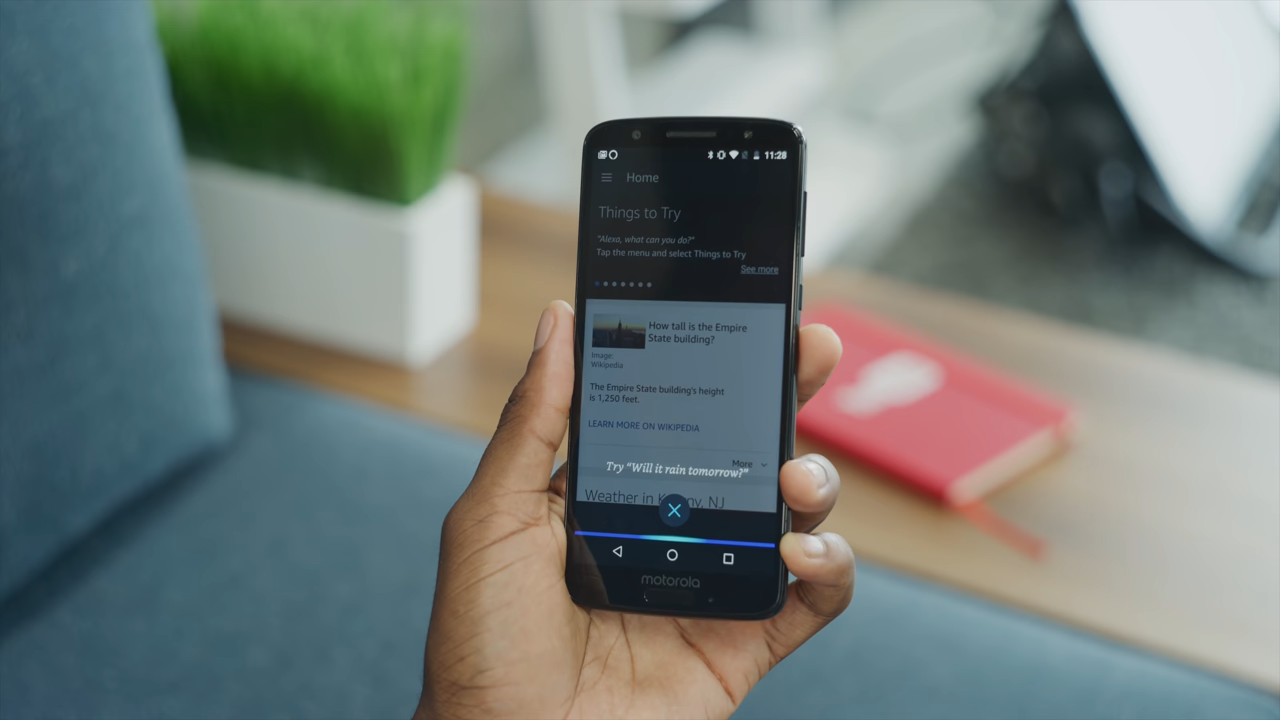 11:28
Home
Things to Try
"Alexa, what can you do?"
Tap the menu and select Things to Try
See more
How tall is the Empire
State building?
Image:
Wikipedia
The Empire State building's height
is 1,250 feet.
LEARN MORE ON WIKIPEDIA
More
Try "Will it rain tomorrow?"
Weather in NJ
motorola